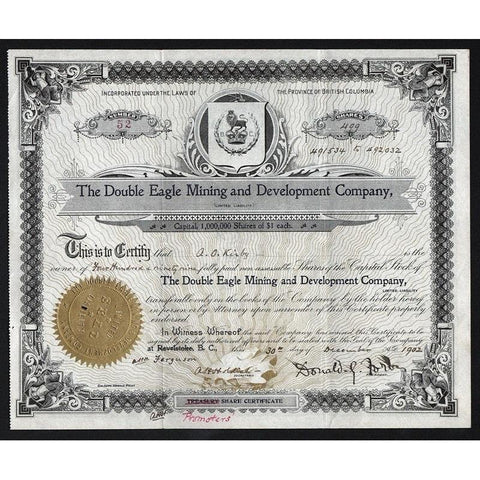 INCORPORATED UNDER THE LAWS OF THE PROVINCE OF BRITISH COLUMBIA.
NUMBER
52
SHARES
499
491534 to 492032
The Double Eagle Mining and Development Company,
(LIMITED LIABILITY)
Capital, 1,000,000 Shares of $1 each.
This is to Certify that A. O. Kirby is the
owner of Four Hundred & ninety nine fully paid non assessable Shares of the Capital Stock of
The Double Eagle Mining and Development Company,
LIMITED LIABILITY
transferable only on the books of the Company by the holder hereof
in person or by Attorney upon surrender of this Certificate properly
endorsed.
In Witness Whereof the said Company has caused this Certificate to be
signed by its duly authorized officers and to be sealed with the Seal of the Company
at Revelstoke, B. C., this 30th day of December A.D. 1902
Ferguson
Donald G.
TREASURY SHARE CERTIFICATE
Promoters